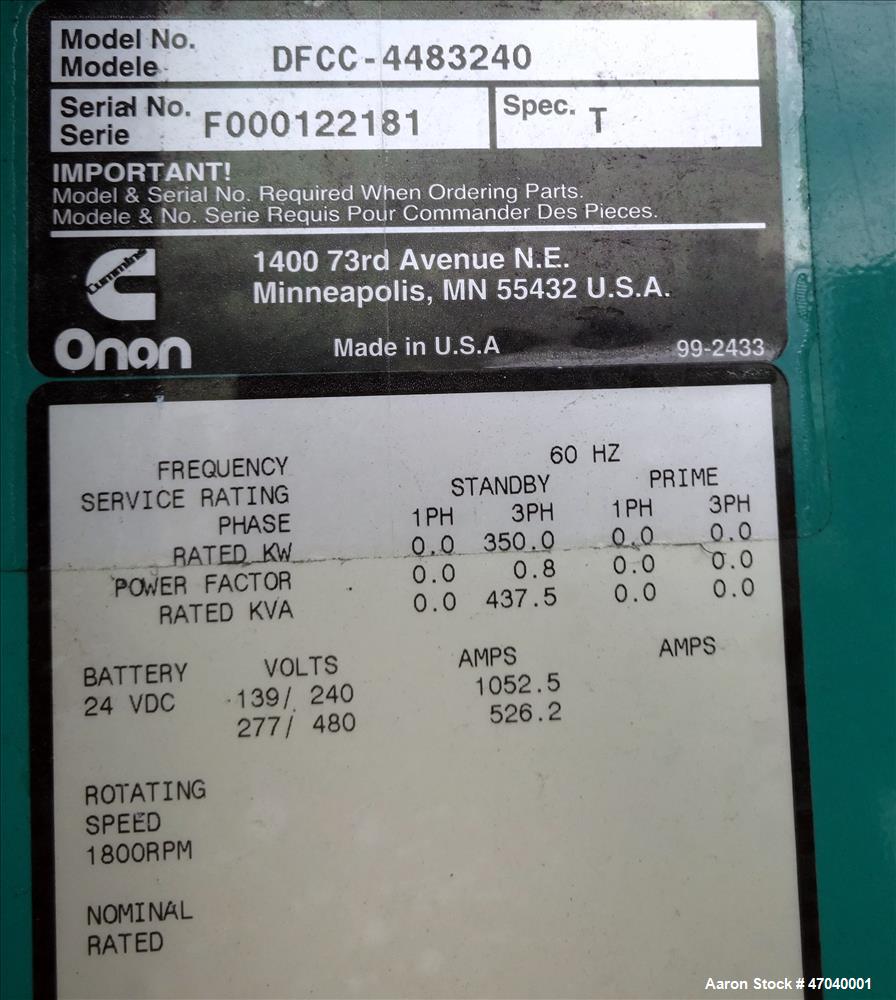 Model No. DFCC-4483240
Modele
Serial No. F000122181 Spec. T
Serie
IMPORTANT!
Model & Serial No. Required When Ordering Parts.
Modele & No. Serie Requis Pour Commander Des Pieces.
Cummins
Onan
1400 73rd Avenue N.E.
Minneapolis, MN 55432 U.S.A.
Made in U.S.A 99-2433
FREQUENCY 60 HZ
SERVICE RATING STANDBY PRIME
PHASE 1PH 3PH 1PH 3PH
RATED KW 0.0 350.0 0.0 0.0
POWER FACTOR 0.0 0.8 0.0 0.0
RATED KVA 0.0 437.5 0.0 0.0
BATTERY VOLTS AMPS AMPS
24 VDC 139/ 240 1052.5
277/ 480 526.2
ROTATING
SPEED
1800RPM
NOMINAL
RATED
Aaron Stock # 47040001